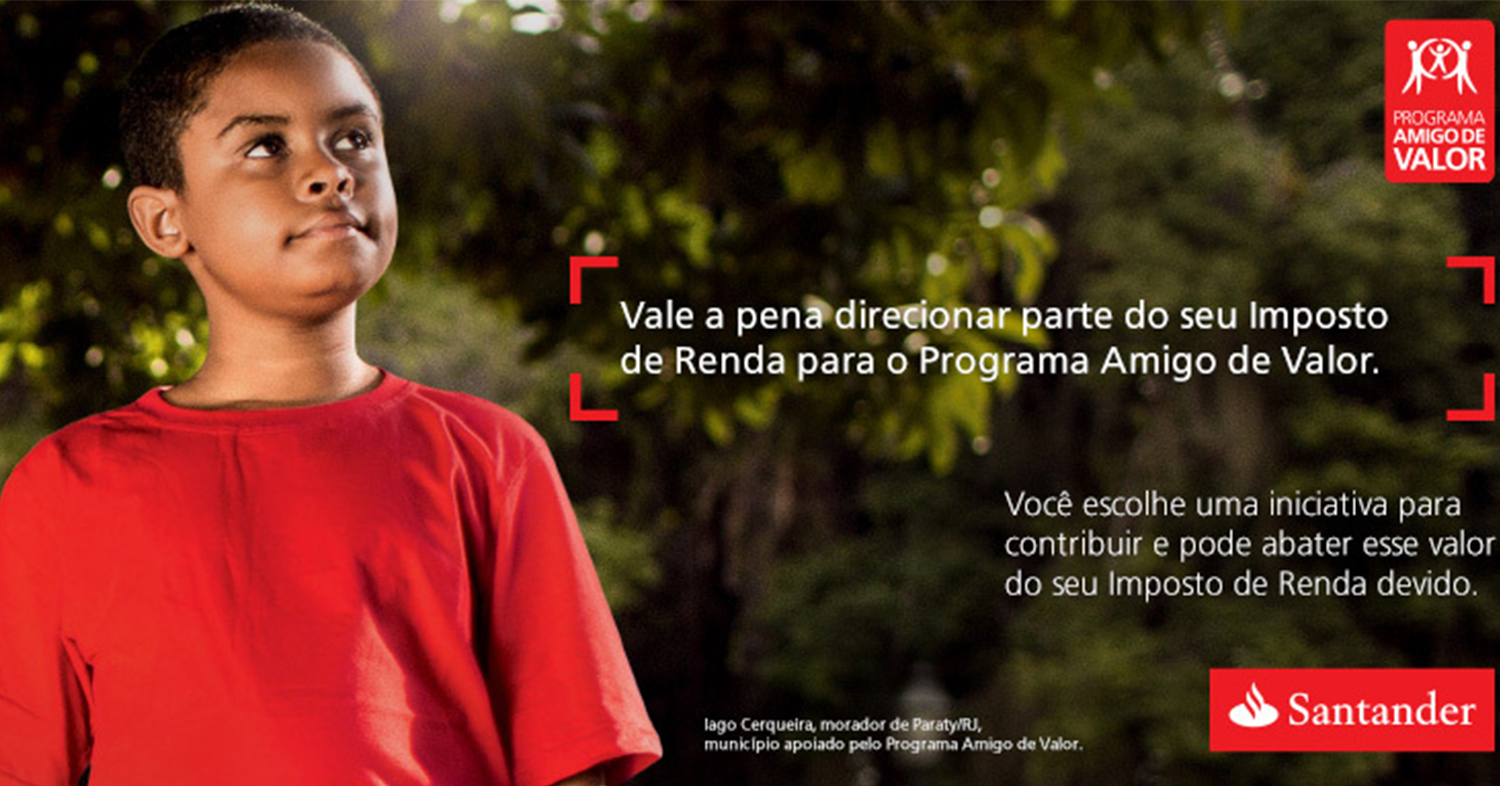 PROGRAMA
AMIGO DE
VALOR
Vale a pena direcionar parte do seu Imposto
de Renda para o Programa Amigo de Valor.
Você escolhe uma iniciativa para
contribuir e pode abater esse valor
do seu Imposto de Renda devido.
Iago Cerqueira, morador de Paraty/RJ,
município apoiado pelo Programa Amigo de Valor.
Santander